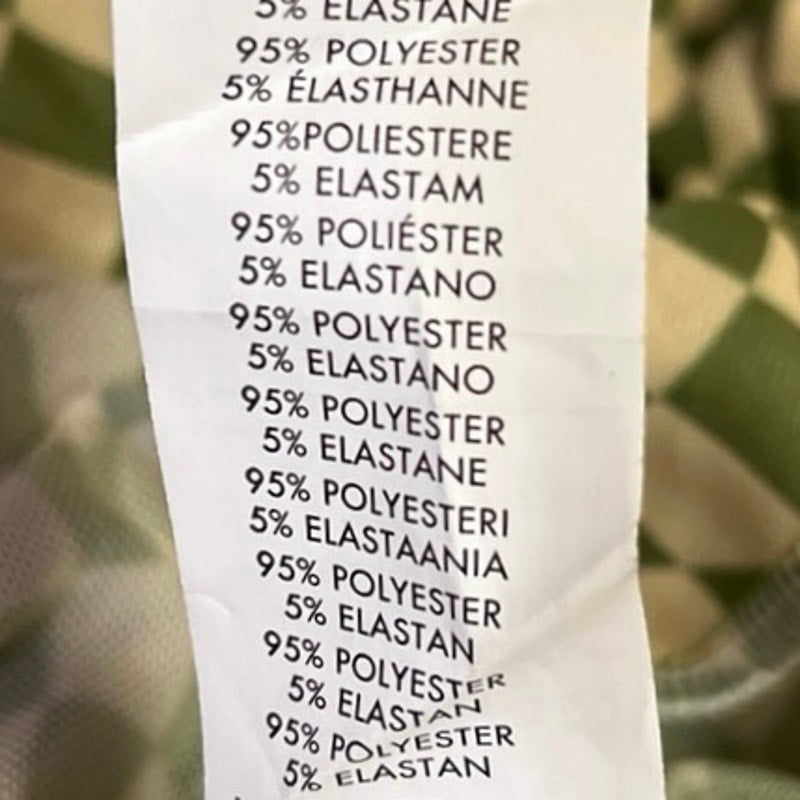 5% ELASTANE
95% POLYESTER
5% ÉLASTHANNE
95%POLIESTERE
5% ELASTAM
95% POLIÉSTER
5% ELASTANO
95% POLYESTER
5% ELASTANO
95% POLYESTER
5% ELASTANE
95% POLYESTERI
5% ELASTAANIA
95% POLYESTER
5% ELASTAN
95% POLYESTER
5% ELASTAN
95% POLYESTER
5% ELASTAN